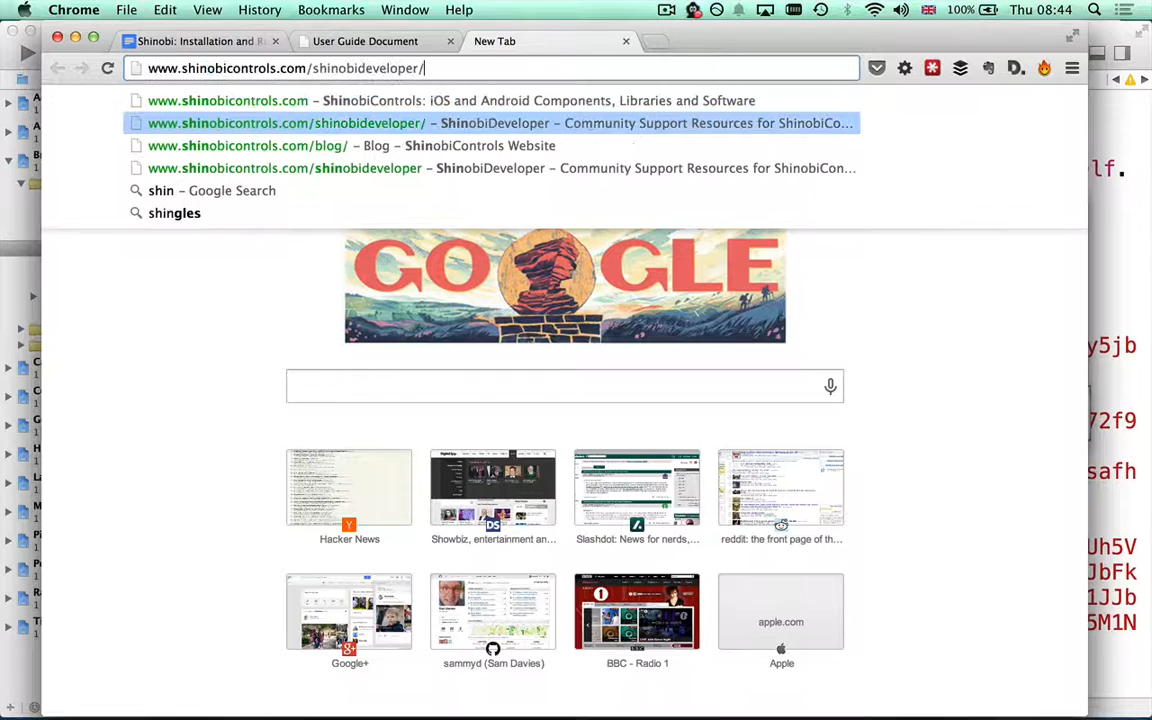 Chrome File Edit View History Bookmarks Window Help 100% Thu 08:44
Shinobi: Installation and R User Guide Document New Tab
www.shinobicontrols.com/shinobideveloper/
www.shinobicontrols.com – ShinobiControls: iOS and Android Components, Libraries and Software
www.shinobicontrols.com/shinobideveloper/ – ShinobiDeveloper – Community Support Resources for ShinobiCo...
www.shinobicontrols.com/blog/ – Blog – ShinobiControls Website
www.shinobicontrols.com/shinobideveloper – ShinobiDeveloper – Community Support Resources for ShinobiCon...
lf.
shin – Google Search
shingles
GOOGLE
y5jb
72f9
safh
Hacker News Showbiz, entertainment an... Slashdot: News for nerds,... reddit: the front page of th...
Uh5V
JbFk
1JJb
5M1N
apple.com
Google+ sammyd (Sam Davies) BBC - Radio 1 Apple